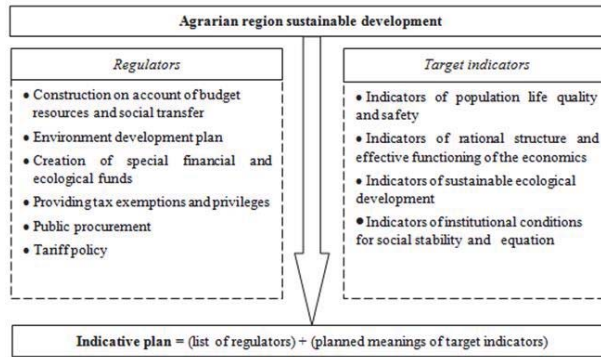 Agrarian region sustainable development
Regulators
• Construction on account of budget
resources and social transfer
• Environment development plan
• Creation of special financial and
ecological funds
• Providing tax exemptions and privileges
• Public procurement
• Tariff policy
Target indicators
• Indicators of population life quality
and safety
• Indicators of rational structure and
effective functioning of the economics
• Indicators of sustainable ecological
development
• Indicators of institutional conditions
for social stability and equation
Indicative plan = (list of regulators) + (planned meanings of target indicators)